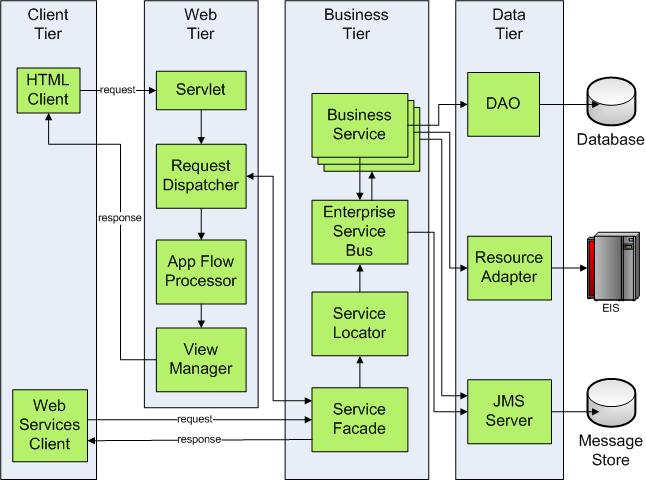 Client
Tier
Web
Tier
Business
Tier
Data
Tier
HTML
Client
request
Servlet
Business
Service
DAO
Database
Request
Dispatcher
response
Enterprise
Service
Bus
App Flow
Processor
Resource
Adapter
EIS
Service
Locator
View
Manager
Web
Services
Client
request
response
Service
Facade
JMS
Server
Message
Store